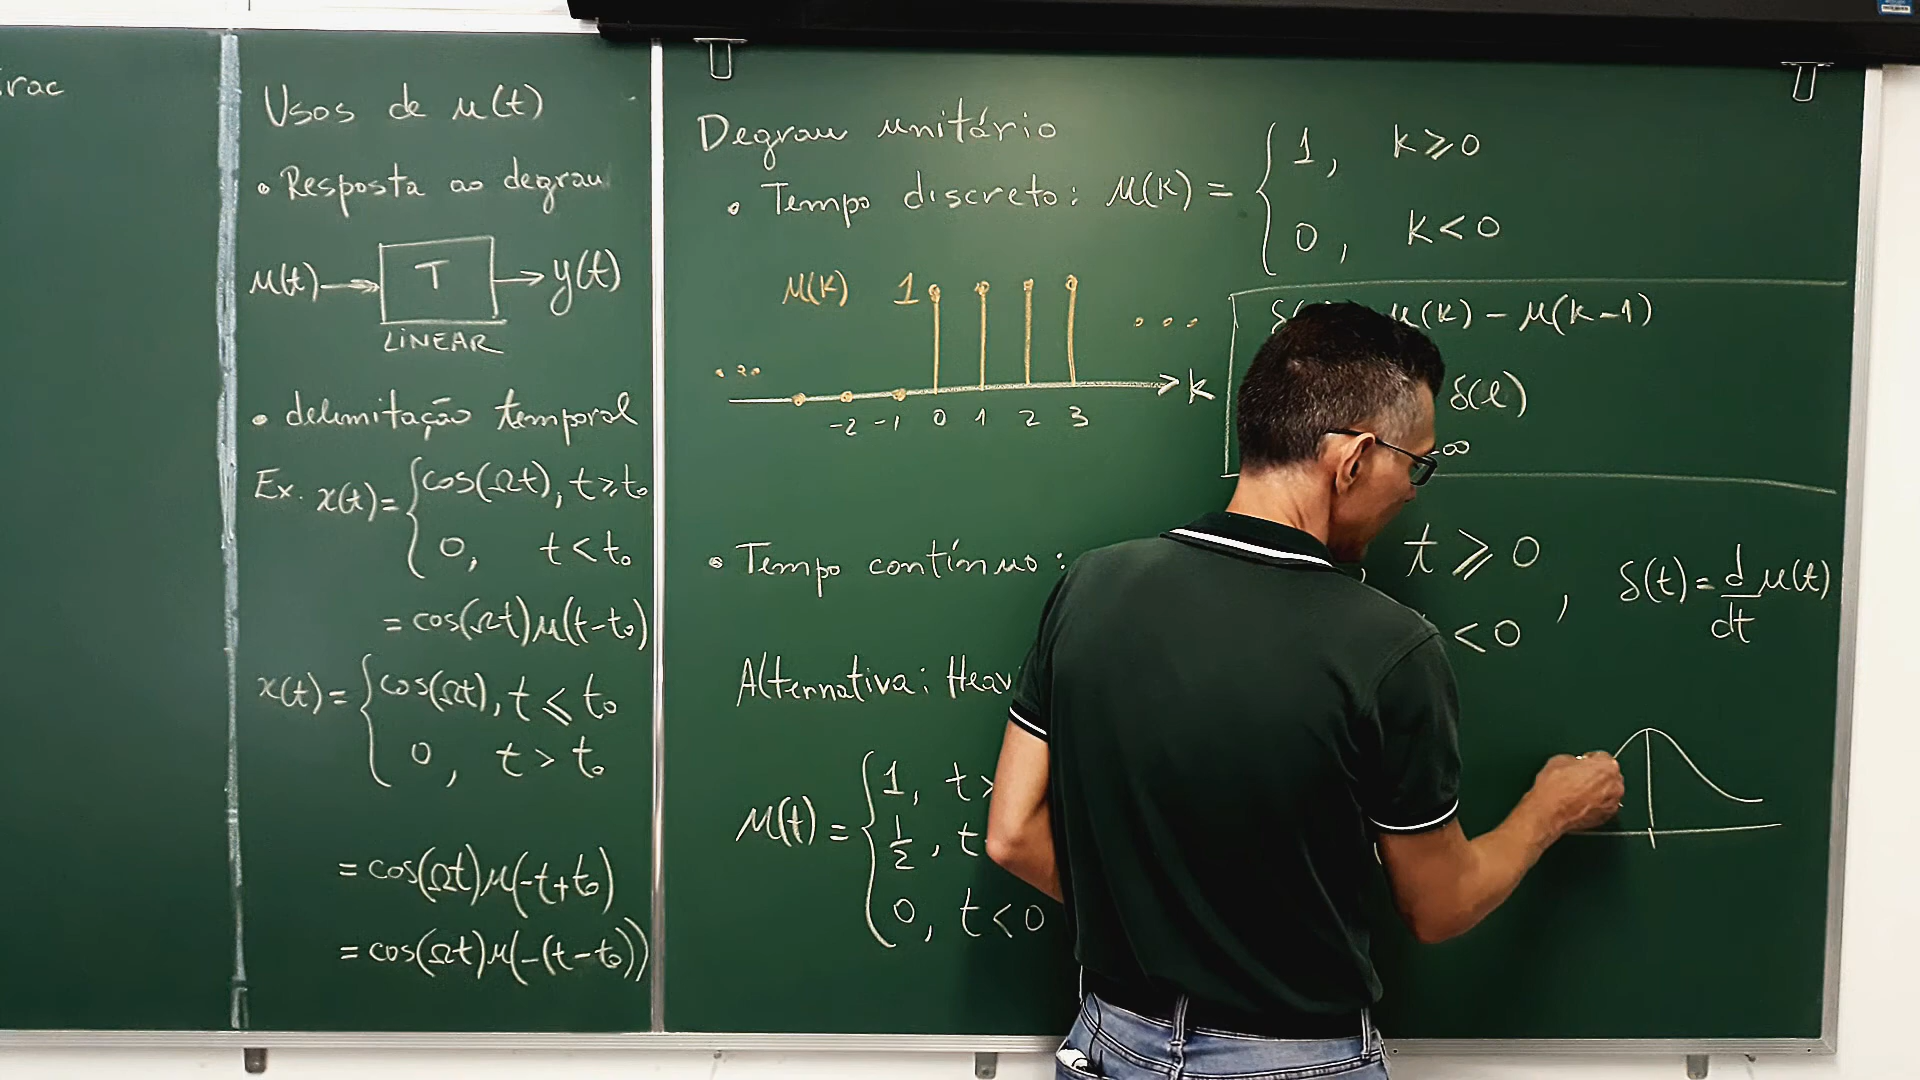 Usos de μ(t)
• Resposta ao degrau
μ(t) → T → y(t)
LINEAR
• delimitação temporal
Ex. x(t) = { cos(Ωt), t ≥ t₀
0, t < t₀
= cos(Ωt)μ(t-t₀)
x(t) = { cos(Ωt), t ≤ t₀
0, t > t₀
= cos(Ωt)μ(-t+t₀)
= cos(Ωt)μ(-(t-t₀))
Degrau unitário
• Tempo discreto: μ(k) = { 1, k ≥ 0
0, k < 0
μ(k) 1 ...
... k
-2 -1 0 1 2 3
μ(k) - μ(k-1)
δ(l)
-∞
• Tempo contínuo:
t ≥ 0
< 0 , δ(t) = d/dt μ(t)
Alternativa:
μ(t) = { 1, t >
1/2, t
0, t < 0